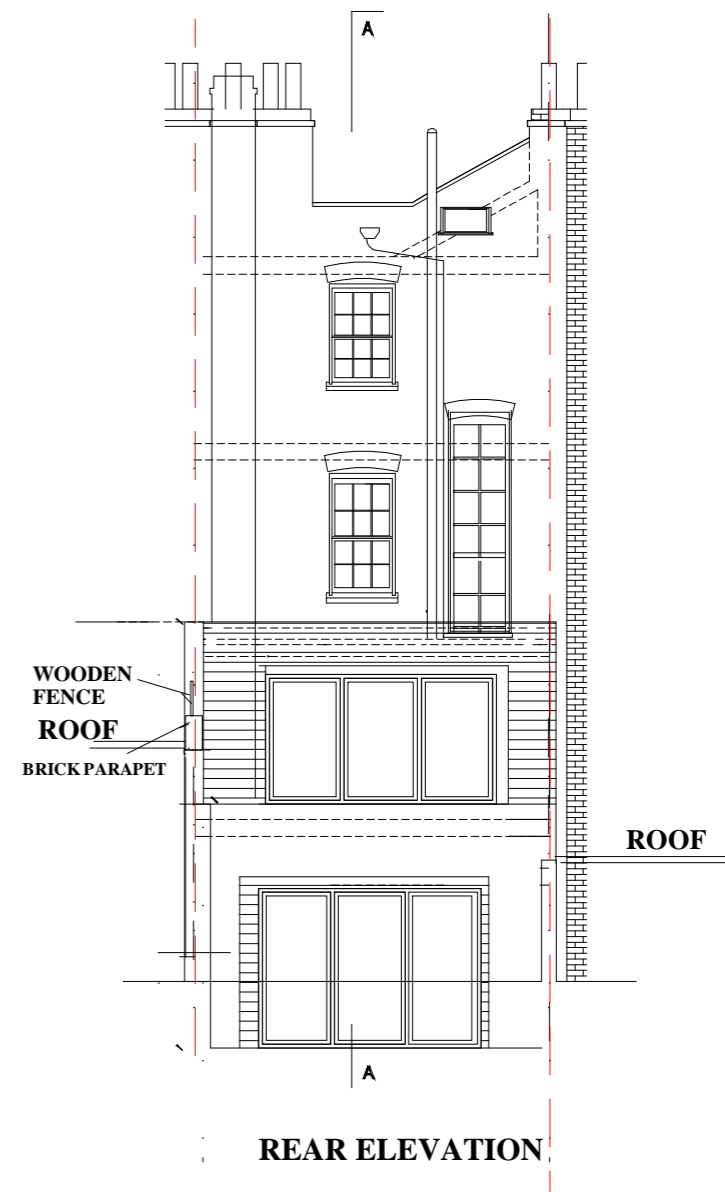 A
WOODEN
FENCE
ROOF
BRICK PARAPET
ROOF
A
REAR ELEVATION